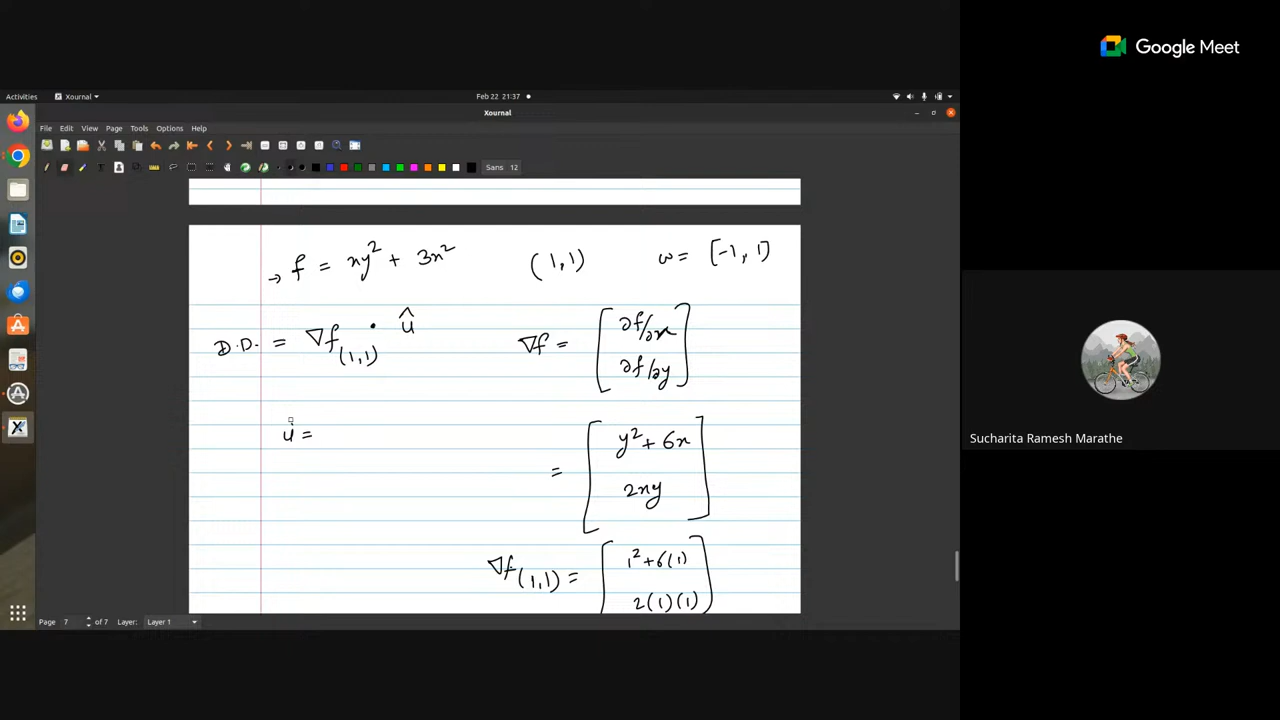 Google Meet
Activities Xournal Feb 22 21:37
Xournal
File Edit View Page Tools Options Help
Sans 12
→ f = xy² + 3x² (1,1) w = [-1, 1]
D.D. = ∇f(1,1) • û ∇f = [∂f/∂x
∂f/∂y]
û =
= [y² + 6x
2xy]
∇f(1,1) = [1² + 6(1)
2(1)(1)]
Sucharita Ramesh Marathe
Page 7 of 7 Layer: Layer 1